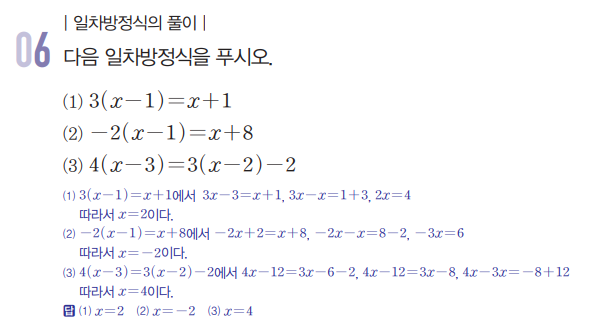 | 일차방정식의 풀이 |
06 다음 일차방정식을 푸시오.
(1) 3(x-1)=x+1
(2) -2(x-1)=x+8
(3) 4(x-3)=3(x-2)-2
(1) 3(x-1)=x+1에서 3x-3=x+1, 3x-x=1+3, 2x=4
따라서 x=2이다.
(2) -2(x-1)=x+8에서 -2x+2=x+8, -2x-x=8-2, -3x=6
따라서 x=-2이다.
(3) 4(x-3)=3(x-2)-2에서 4x-12=3x-6-2, 4x-12=3x-8, 4x-3x=-8+12
따라서 x=4이다.
답 (1) x=2 (2) x=-2 (3) x=4